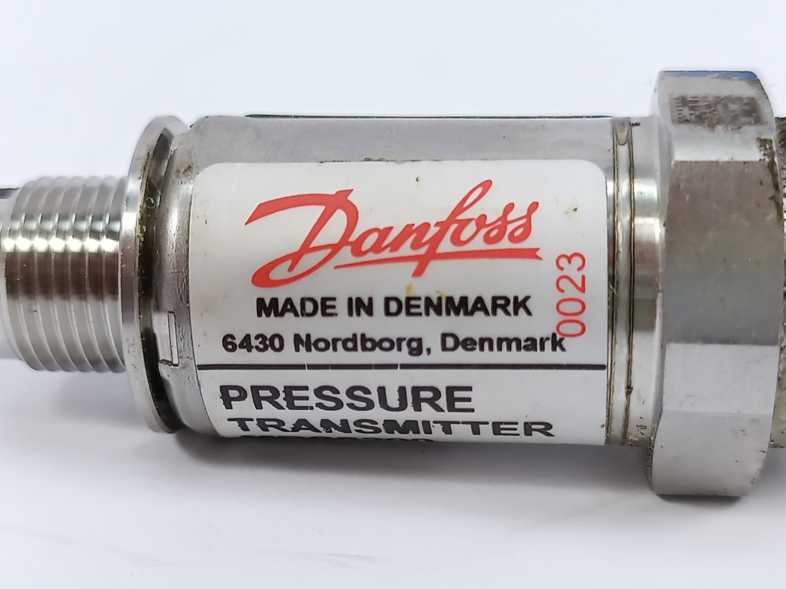 Danfoss
MADE IN DENMARK
6430 Nordborg, Denmark
0023
PRESSURE
TRANSMITTER